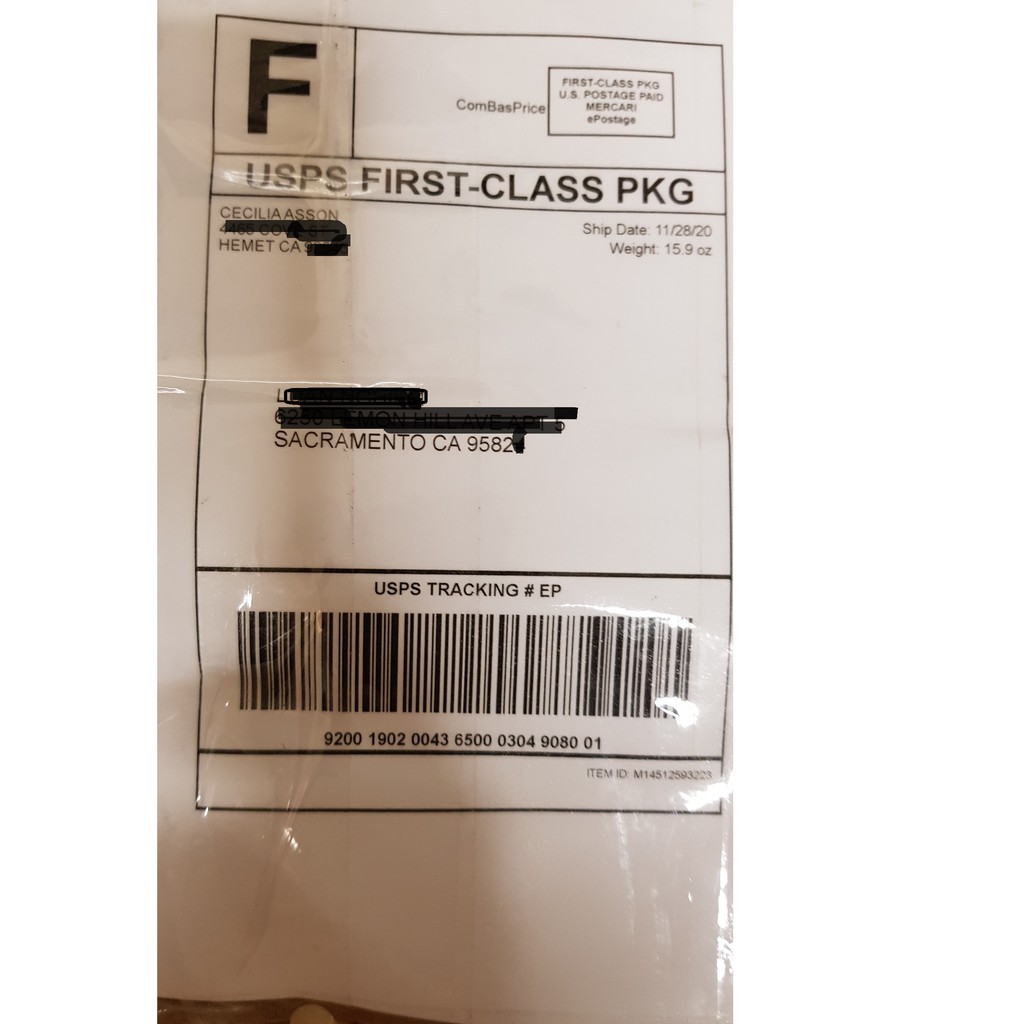 F
ComBasPrice
FIRST-CLASS PKG
U.S. POSTAGE PAID
MERCARI
ePostage
USPS FIRST-CLASS PKG
CECILIA ASSON
HEMET CA
Ship Date: 11/28/20
Weight: 15.9 oz
SACRAMENTO CA
USPS TRACKING # EP
9200 1902 0043 6500 0304 9080 01
ITEM ID: M14512593223